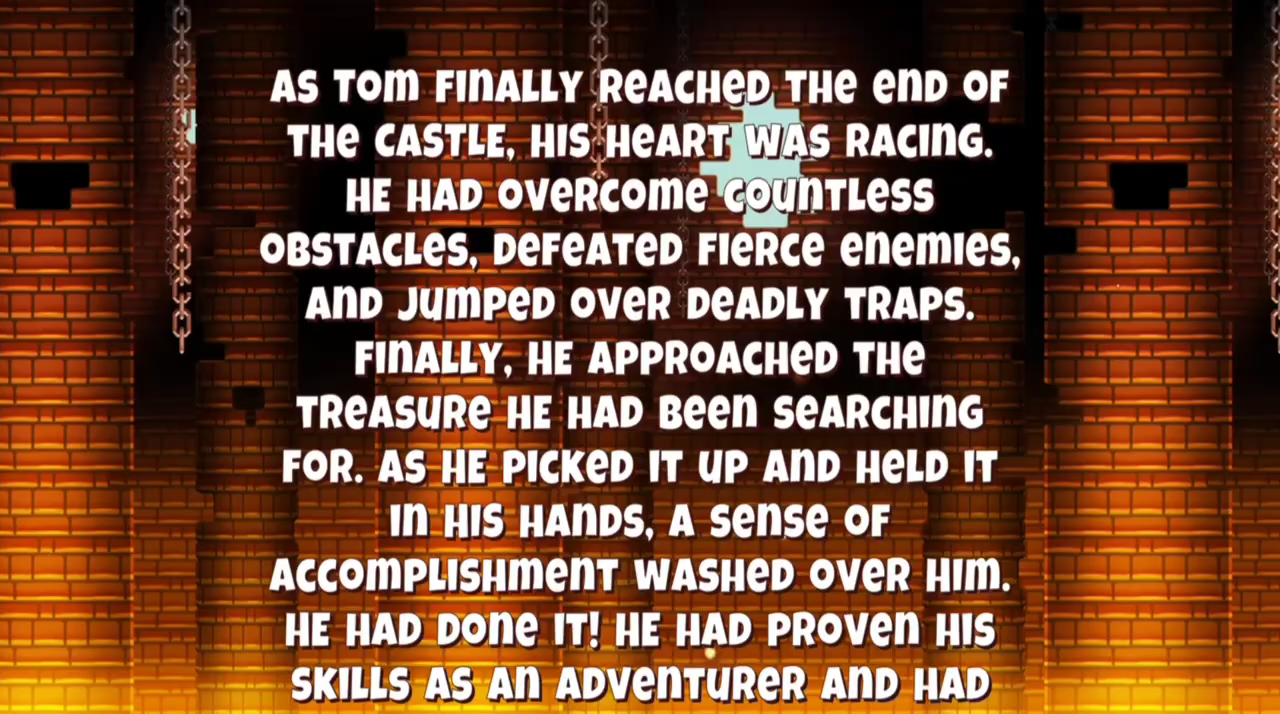 AS TOM FINALLY REACHED THE END OF
THE CASTLE, HIS HEART WAS RACING.
HE HAD OVERCOME COUNTLESS
OBSTACLES, DEFEATED FIERCE ENEMIES,
AND JUMPED OVER DEADLY TRAPS.
FINALLY, HE APPROACHED THE
TREASURE HE HAD BEEN SEARCHING
FOR. AS HE PICKED IT UP AND HELD IT
IN HIS HANDS, A SENSE OF
ACCOMPLISHMENT WASHED OVER HIM.
HE HAD DONE IT! HE HAD PROVEN HIS
SKILLS AS AN ADVENTURER AND HAD